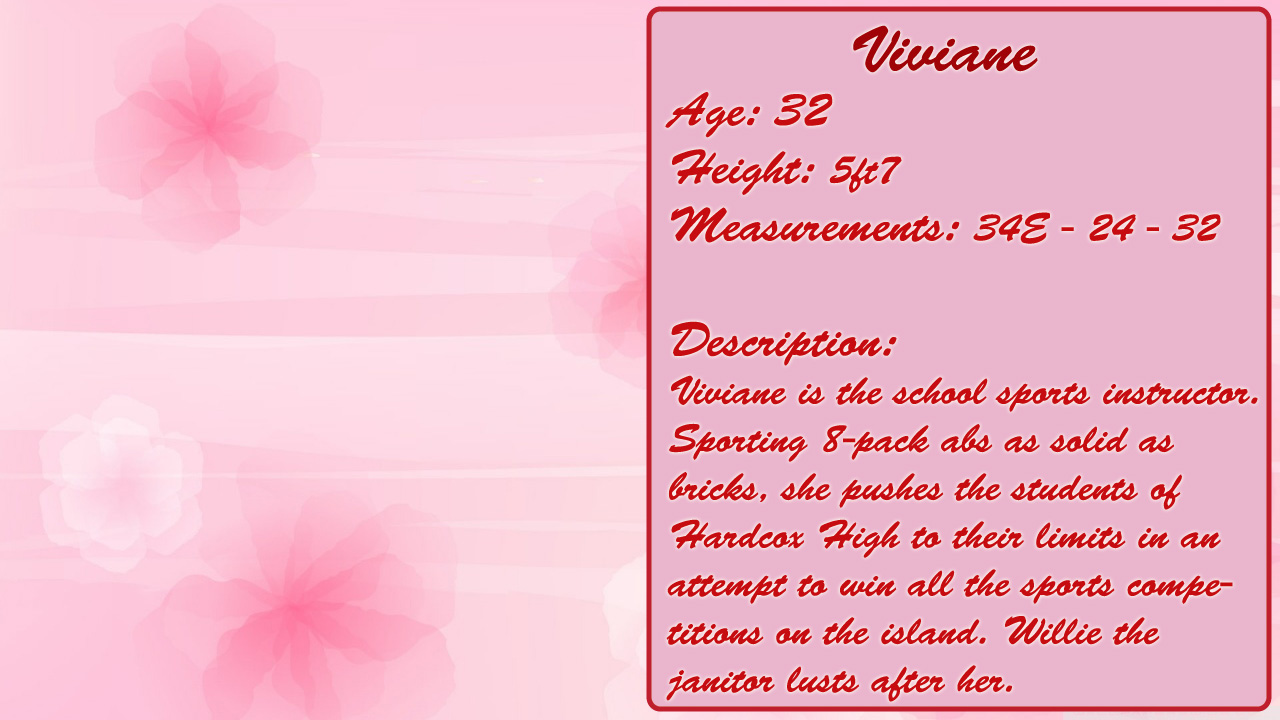 Viviane
Age: 32
Height: 5ft7
Measurements: 34E - 24 - 32
Description:
Viviane is the school sports instructor.
Sporting 8-pack abs as solid as
bricks, she pushes the students of
Hardcox High to their limits in an
attempt to win all the sports compe-
titions on the island. Willie the
janitor lusts after her.